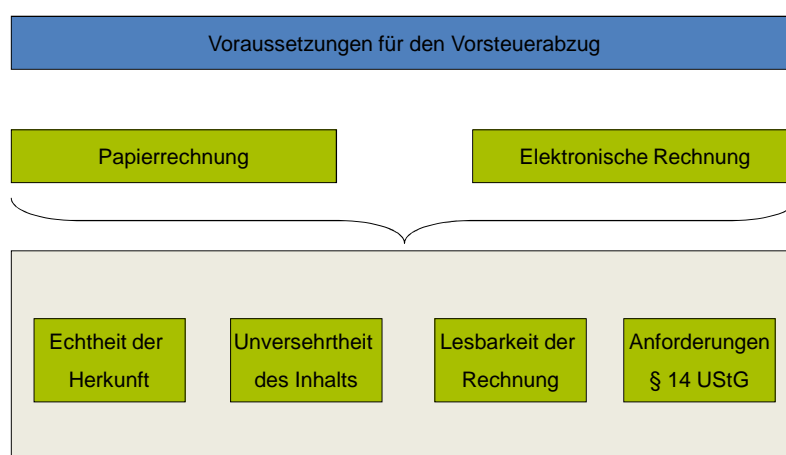 Voraussetzungen für den Vorsteuerabzug
Papierrechnung
Elektronische Rechnung
Echtheit der
Herkunft
Unversehrtheit
des Inhalts
Lesbarkeit der
Rechnung
Anforderungen
§ 14 UStG